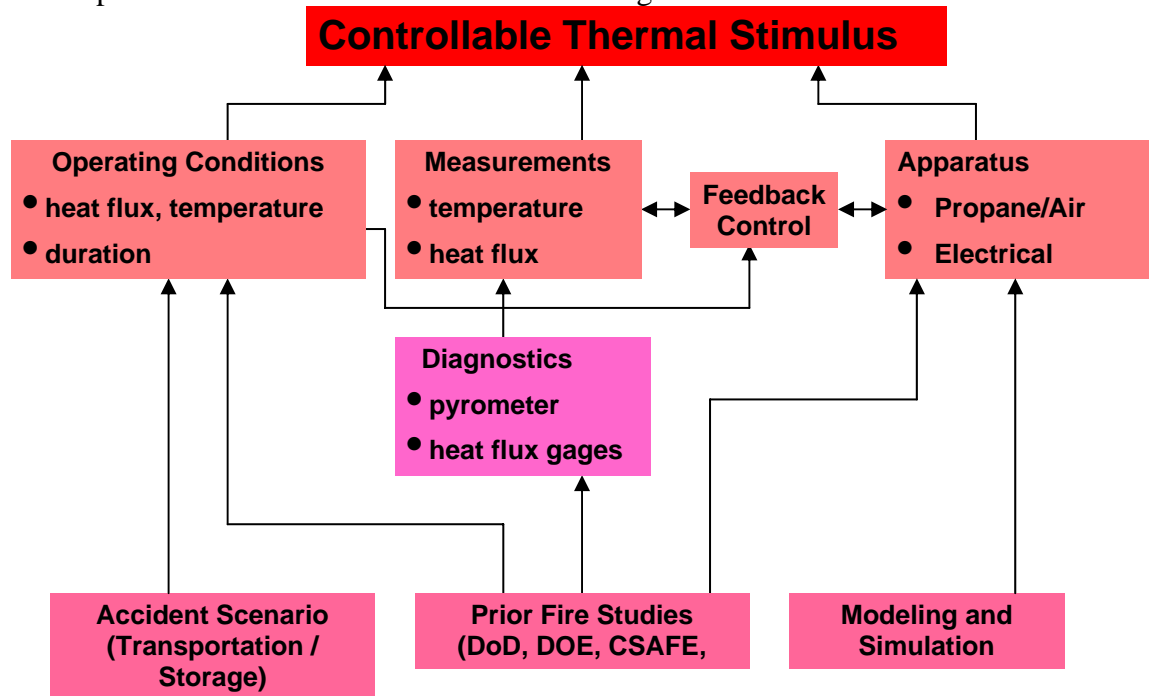 Controllable Thermal Stimulus
Operating Conditions
• heat flux, temperature
• duration
Measurements
• temperature
• heat flux
Feedback
Control
Apparatus
• Propane/Air
• Electrical
Diagnostics
• pyrometer
• heat flux gages
Accident Scenario
(Transportation /
Storage)
Prior Fire Studies
(DoD, DOE, CSAFE,
Modeling and
Simulation